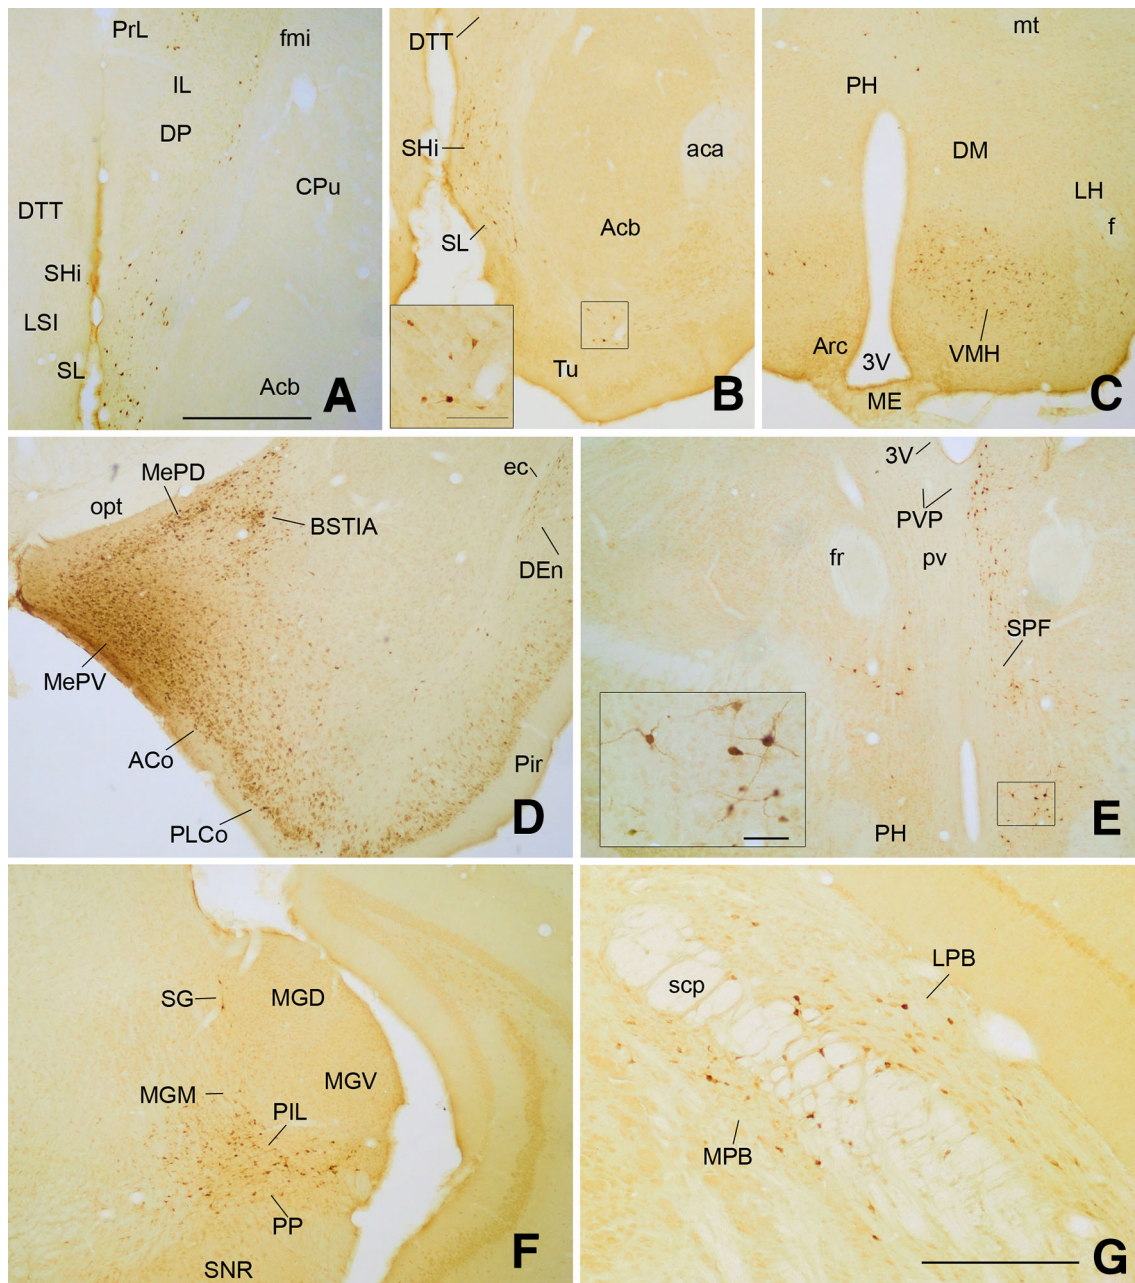 PrL
fmi
IL
DP
CPu
DTT
SHi
LSI
SL
Acb
A
DTT
SHi
aca
SL
Acb
Tu
B
mt
PH
DM
LH
f
Arc
3V
VMH
ME
C
MePD
opt
BSTIA
ec
DEn
MePV
ACo
Pir
PLCo
D
3V
PVP
fr
pv
SPF
PH
E
SG
MGD
MGM
MGV
PIL
PP
SNR
F
scp
LPB
MPB
G